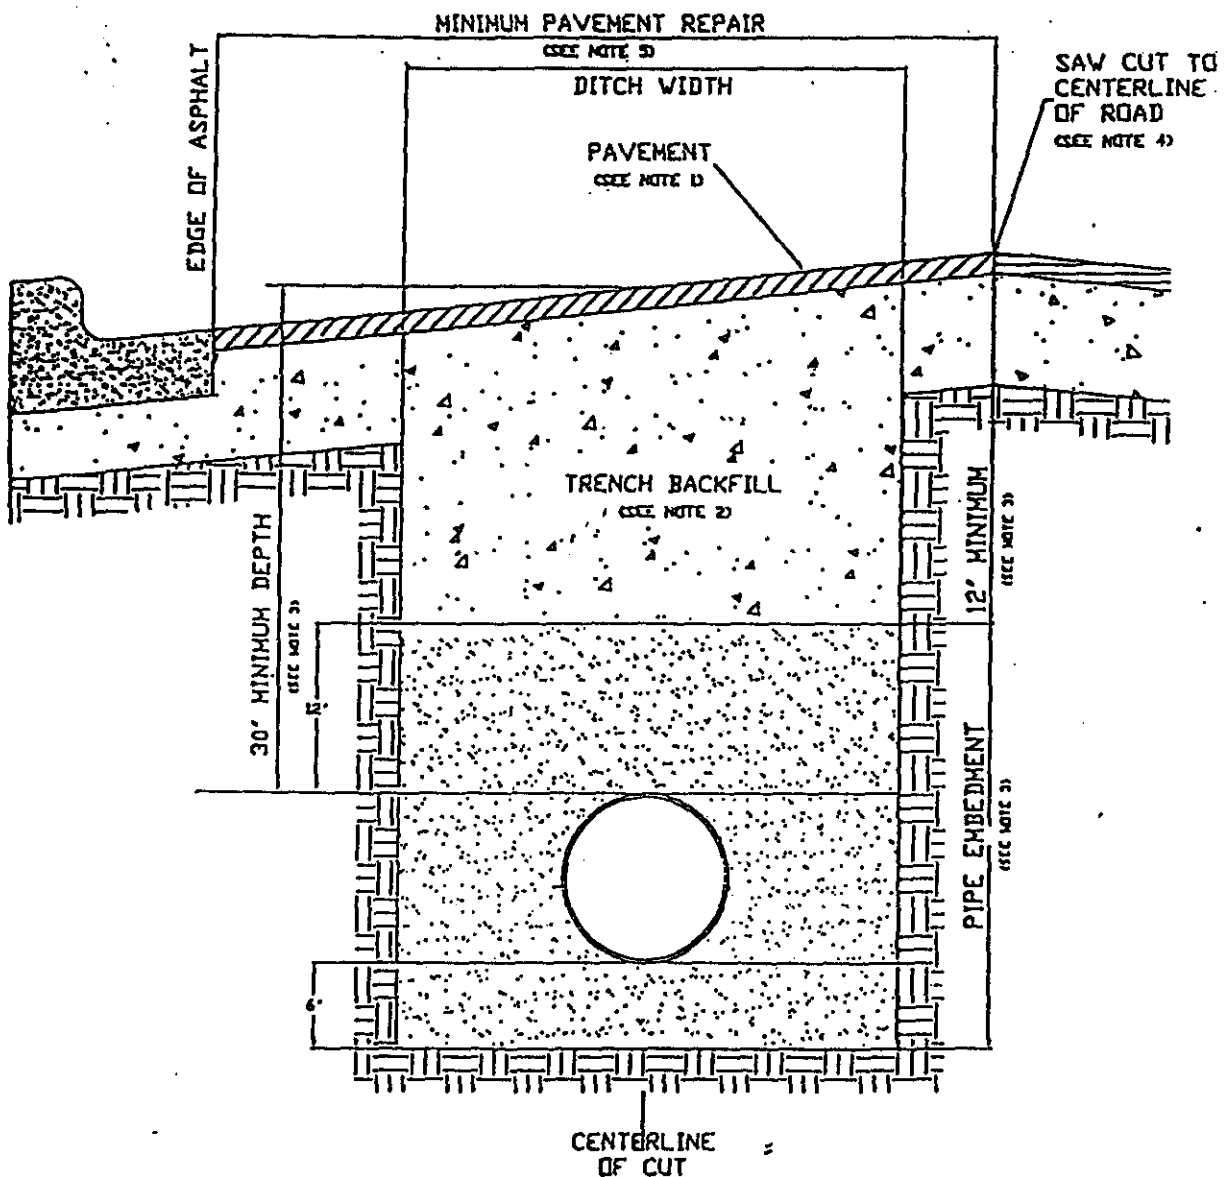 MINIMUM PAVEMENT REPAIR
(SEE NOTE 5)
DITCH WIDTH
EDGE OF ASPHALT
SAW CUT TO
CENTERLINE
OF ROAD
(SEE NOTE 4)
PAVEMENT
(SEE NOTE 1)
TRENCH BACKFILL
(SEE NOTE 2)
30" MINIMUM DEPTH
(SEE NOTE 3)
12"
12" MINIMUM
(SEE NOTE 3)
PIPE EMBEDMENT
(SEE NOTE 3)
6"
CENTERLINE
OF CUT